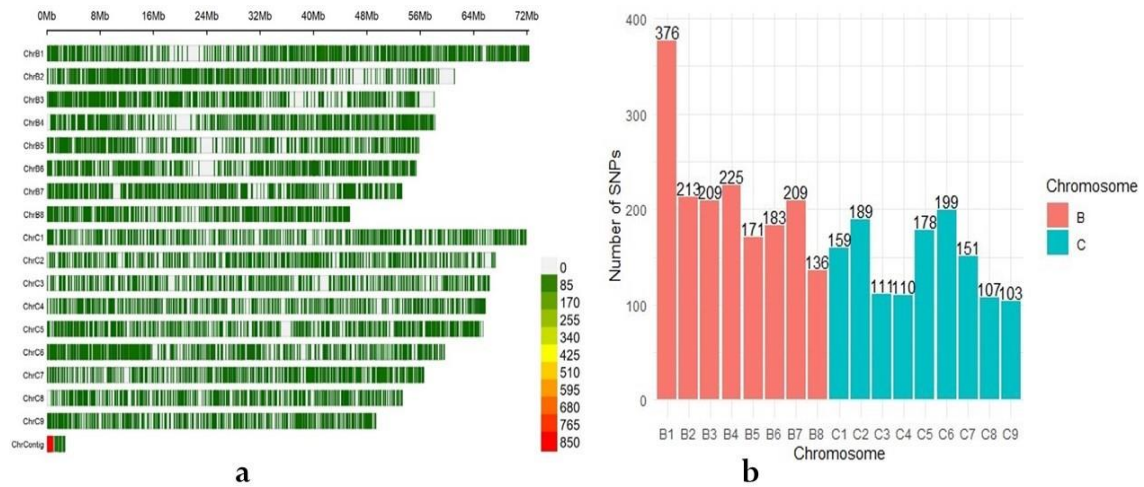 0Mb 8Mb 16Mb 24Mb 32Mb 40Mb 48Mb 56Mb 64Mb 72Mb
ChrB1
ChrB2
ChrB3
ChrB4
ChrB5
ChrB6
ChrB7
ChrB8
ChrC1
ChrC2
ChrC3
ChrC4
ChrC5
ChrC6
ChrC7
ChrC8
ChrC9
ChrContig
0
85
170
255
340
425
510
595
680
765
850
a
Number of SNPs
400
300
200
100
0
376
213
209
225
171
183
209
136
159
189
111
110
178
199
151
107
103
B1 B2 B3 B4 B5 B6 B7 B8 C1 C2 C3 C4 C5 C6 C7 C8 C9
Chromosome
Chromosome
B
C
b